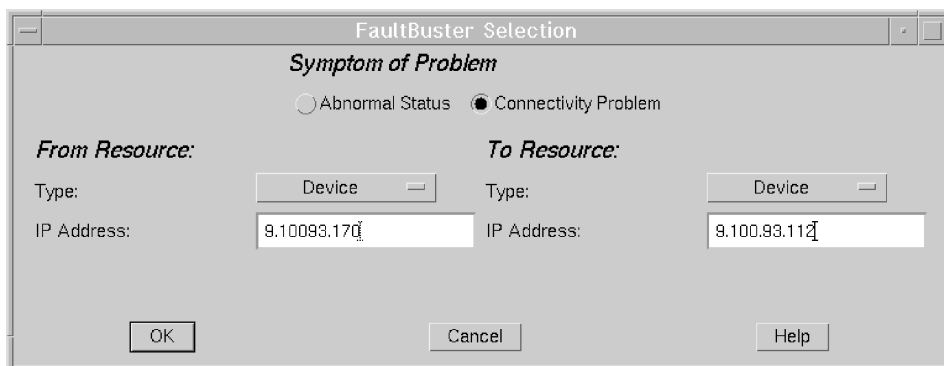 FaultBuster Selection
Symptom of Problem
Abnormal Status Connectivity Problem
From Resource: To Resource:
Type: Device Type: Device
IP Address: 9.10093.170 IP Address: 9.100.93.112
OK Cancel Help